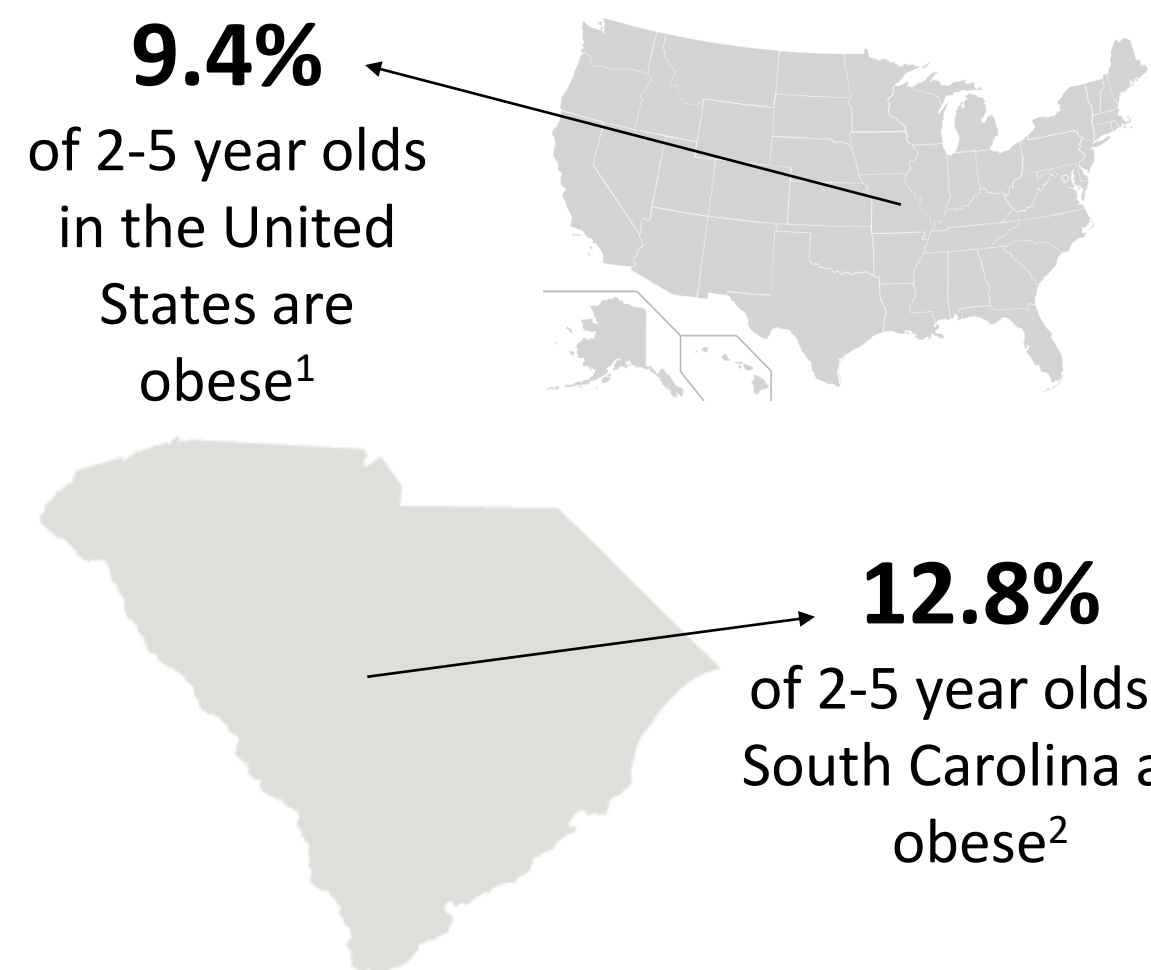 9.4%
of 2-5 year olds
in the United
States are
obese¹
12.8%
of 2-5 year olds
South Carolina
obese²